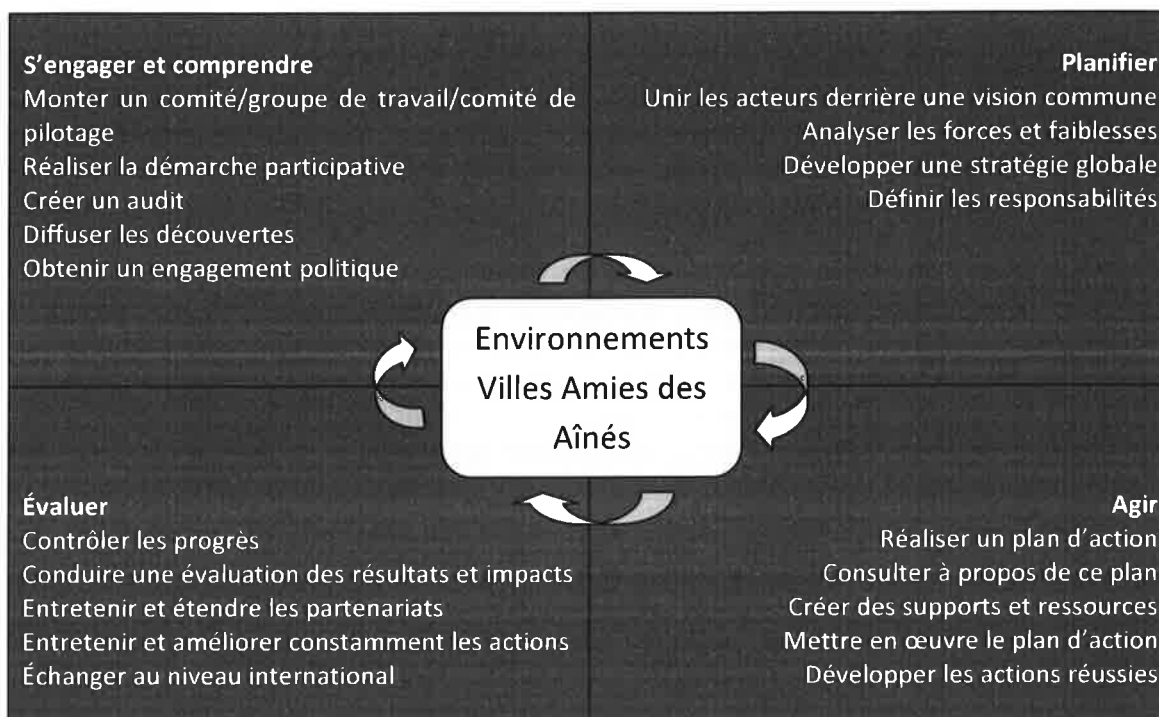 S'engager et comprendre
Monter un comité/groupe de travail/comité de
pilotage
Réaliser la démarche participative
Créer un audit
Diffuser les découvertes
Obtenir un engagement politique
Planifier
Unir les acteurs derrière une vision commune
Analyser les forces et faiblesses
Développer une stratégie globale
Définir les responsabilités
Environnements
Villes Amies des
Aînés
Évaluer
Contrôler les progrès
Conduire une évaluation des résultats et impacts
Entretenir et étendre les partenariats
Entretenir et améliorer constamment les actions
Échanger au niveau international
Agir
Réaliser un plan d'action
Consulter à propos de ce plan
Créer des supports et ressources
Mettre en œuvre le plan d'action
Développer les actions réussies